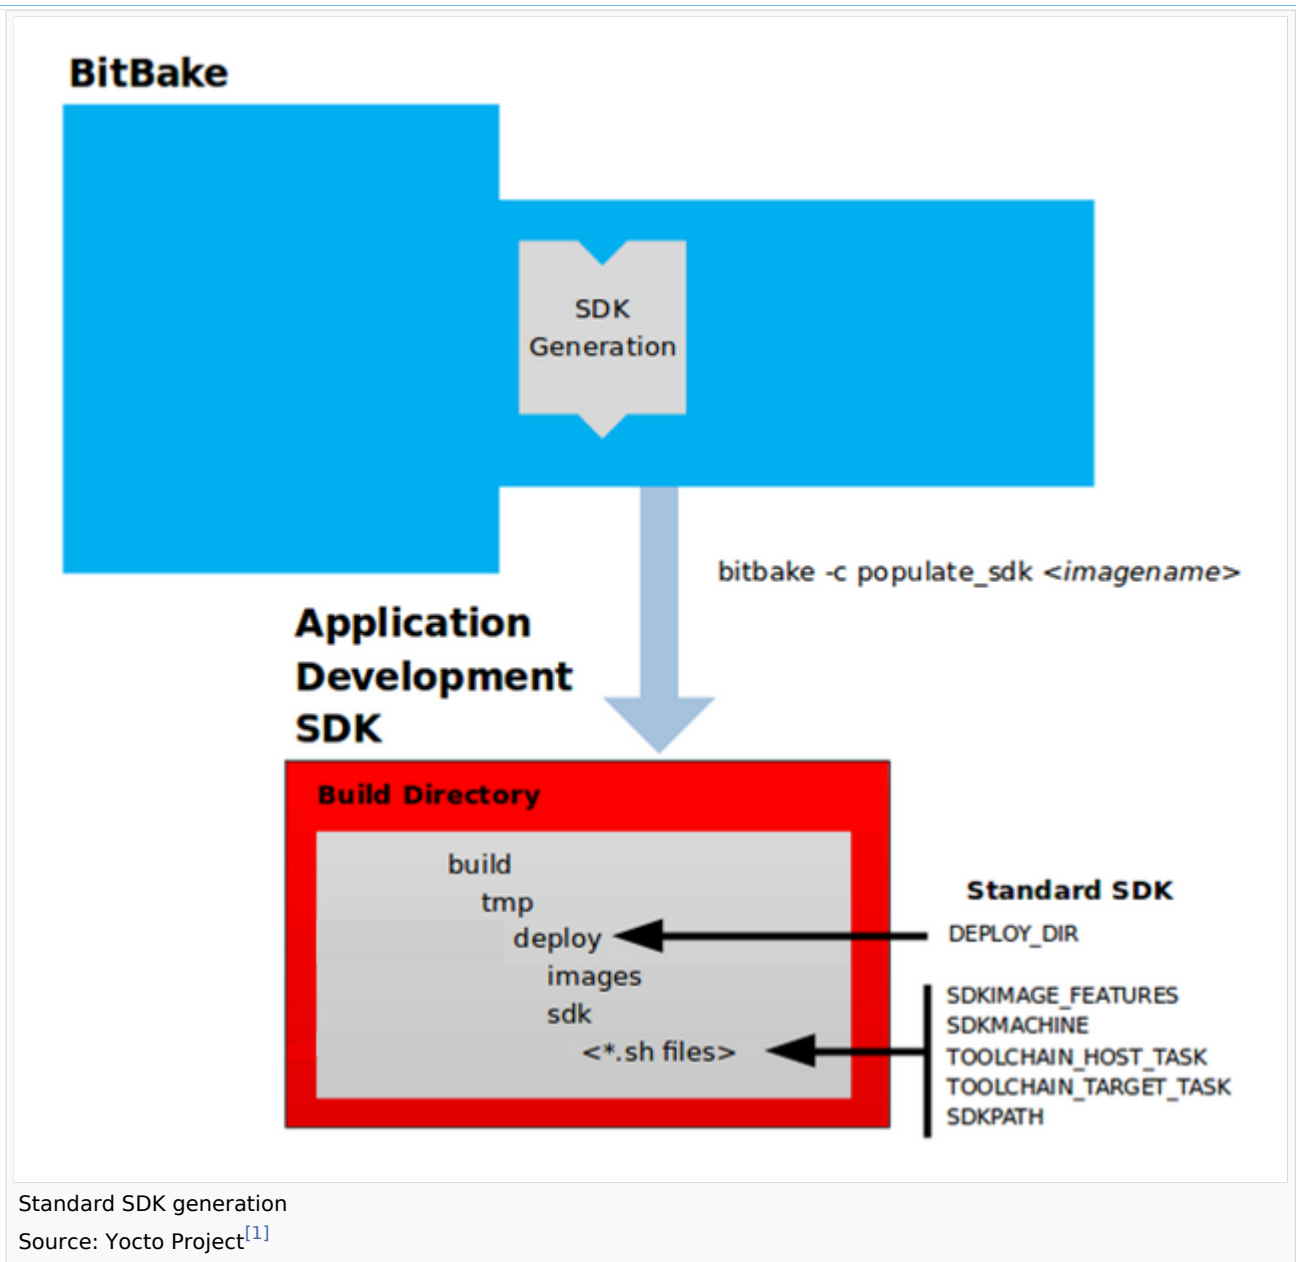 BitBake
SDK
Generation
bitbake -c populate_sdk <imagename>
Application
Development
SDK
Build Directory
build
tmp
deploy
images
sdk
<*.sh files>
Standard SDK
DEPLOY_DIR
SDKIMAGE_FEATURES
SDKMACHINE
TOOLCHAIN_HOST_TASK
TOOLCHAIN_TARGET_TASK
SDKPATH
Standard SDK generation
Source: Yocto Project[1]